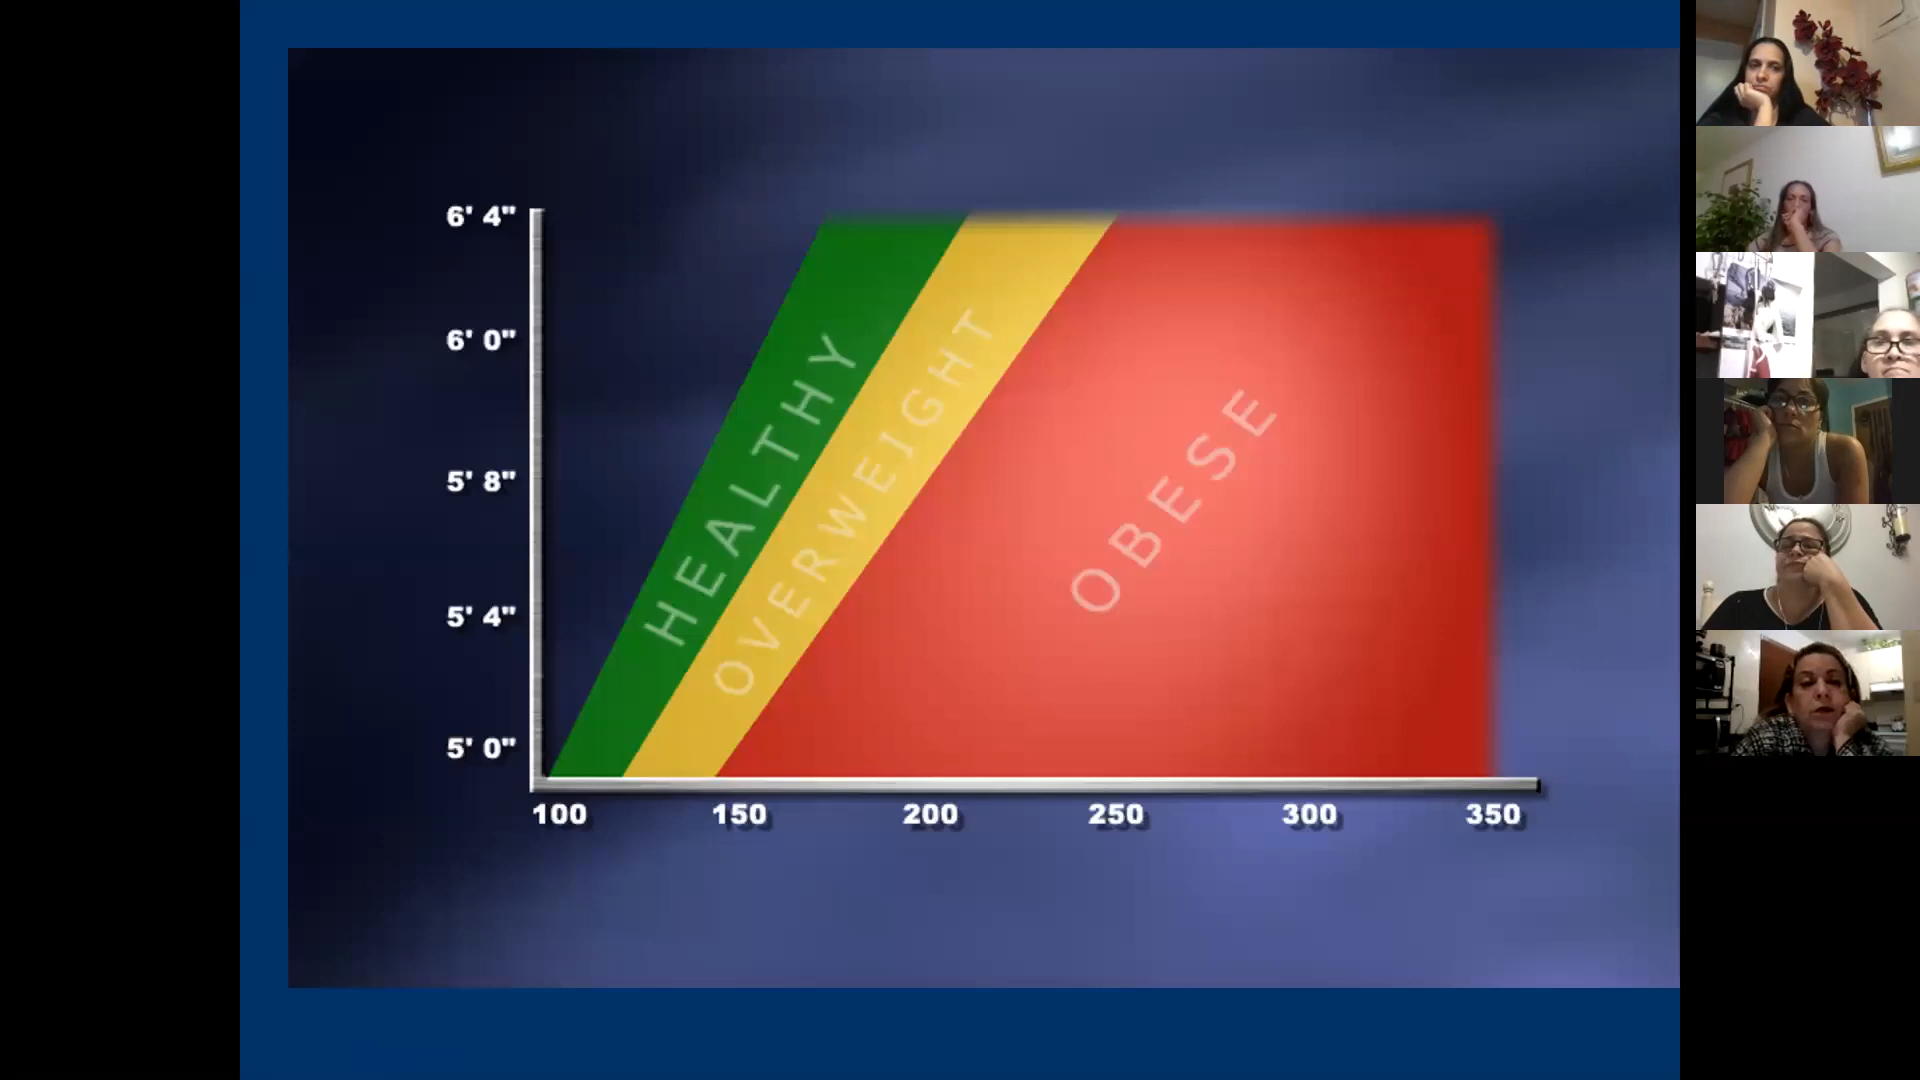 6' 4"
6' 0"
5' 8"
5' 4"
5' 0"
HEALTHY
OVERWEIGHT
OBESE
100 150 200 250 300 350